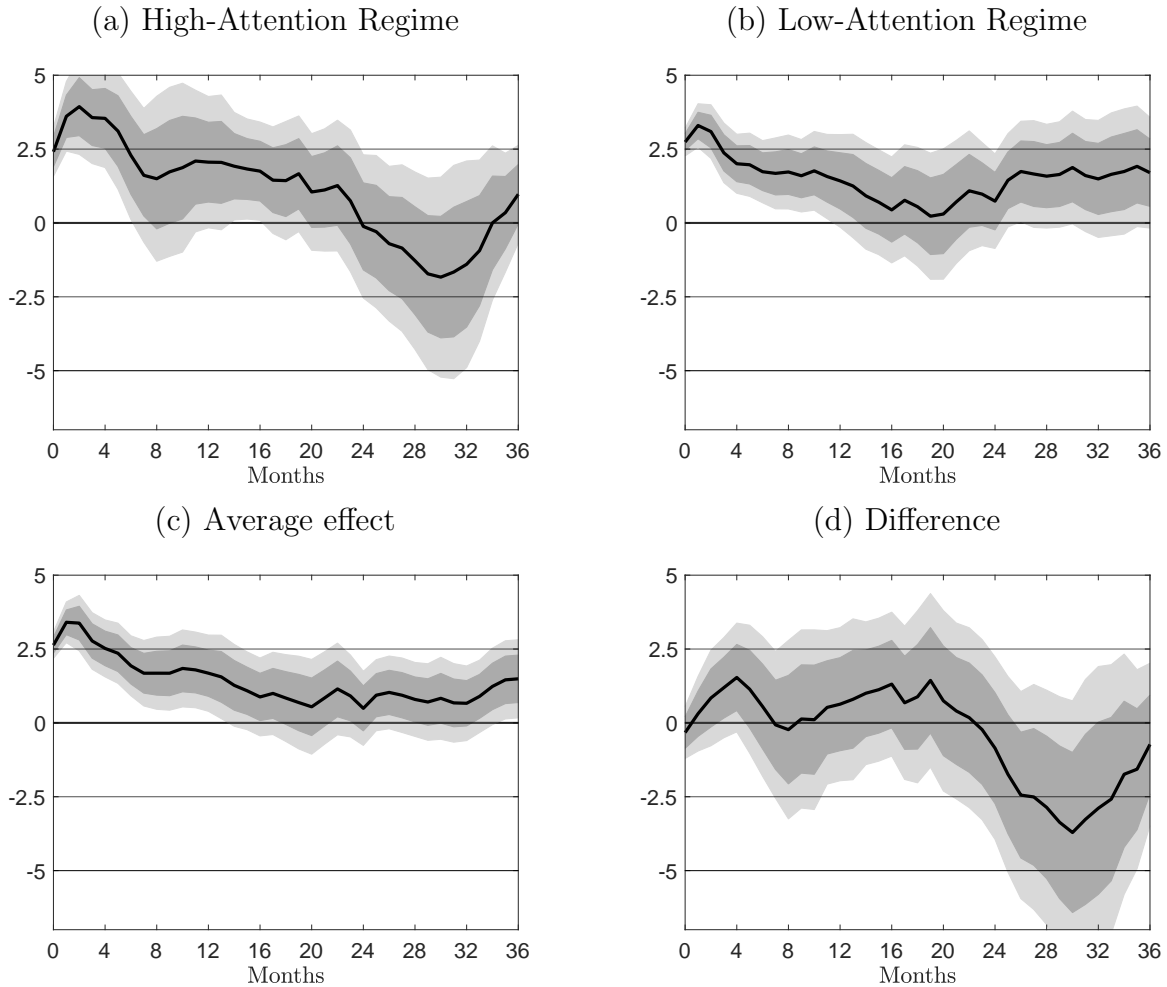 (a) High-Attention Regime
5
2.5
0
-2.5
-5
0 4 8 12 16 20 24 28 32 36
Months
(b) Low-Attention Regime
5
2.5
0
-2.5
-5
0 4 8 12 16 20 24 28 32 36
Months
(c) Average effect
5
2.5
0
-2.5
-5
0 4 8 12 16 20 24 28 32 36
Months
(d) Difference
5
2.5
0
-2.5
-5
0 4 8 12 16 20 24 28 32 36
Months